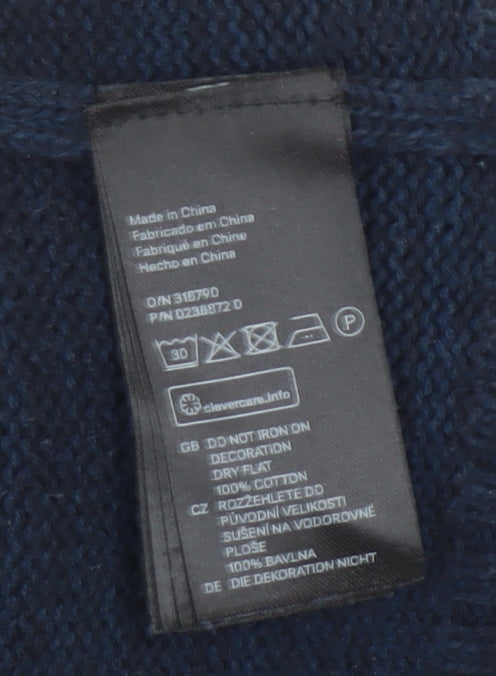 Made in China
Fabricado em China
Fabriqué en Chine
Hecho en China
O/N 318790
P/N 0238872 0
30
P
clevercare.info
GB DO NOT IRON ON
DECORATION
DRY FLAT
100% COTTON
CZ ROZŽEHLETE DO
PŮVODNÍ VELIKOSTI
SUŠENÍ NA VODOROVNÉ
PLOŠE
100% BAVLNA
DE DIE DEKORATION NICHT